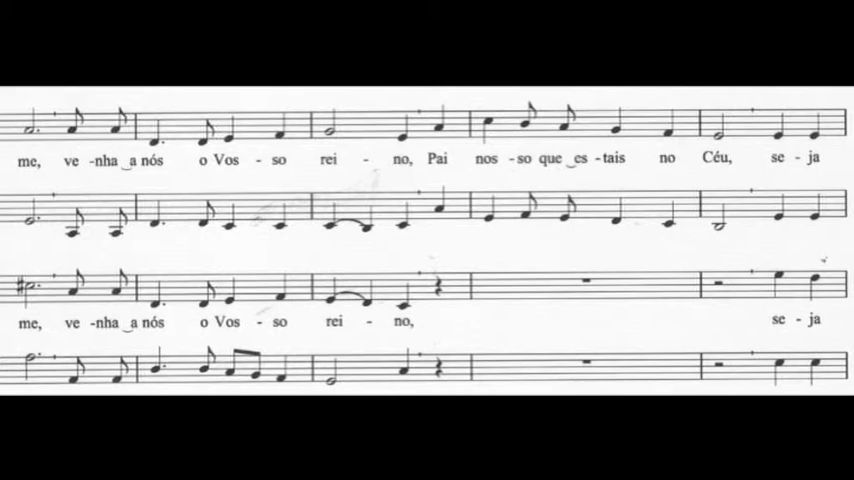 me, ve -nha‿a nós o Vos- so rei - no, Pai nos-so que‿es-tais no Céu, se-ja
me, ve -nha‿a nós o Vos- so rei - no, se-ja